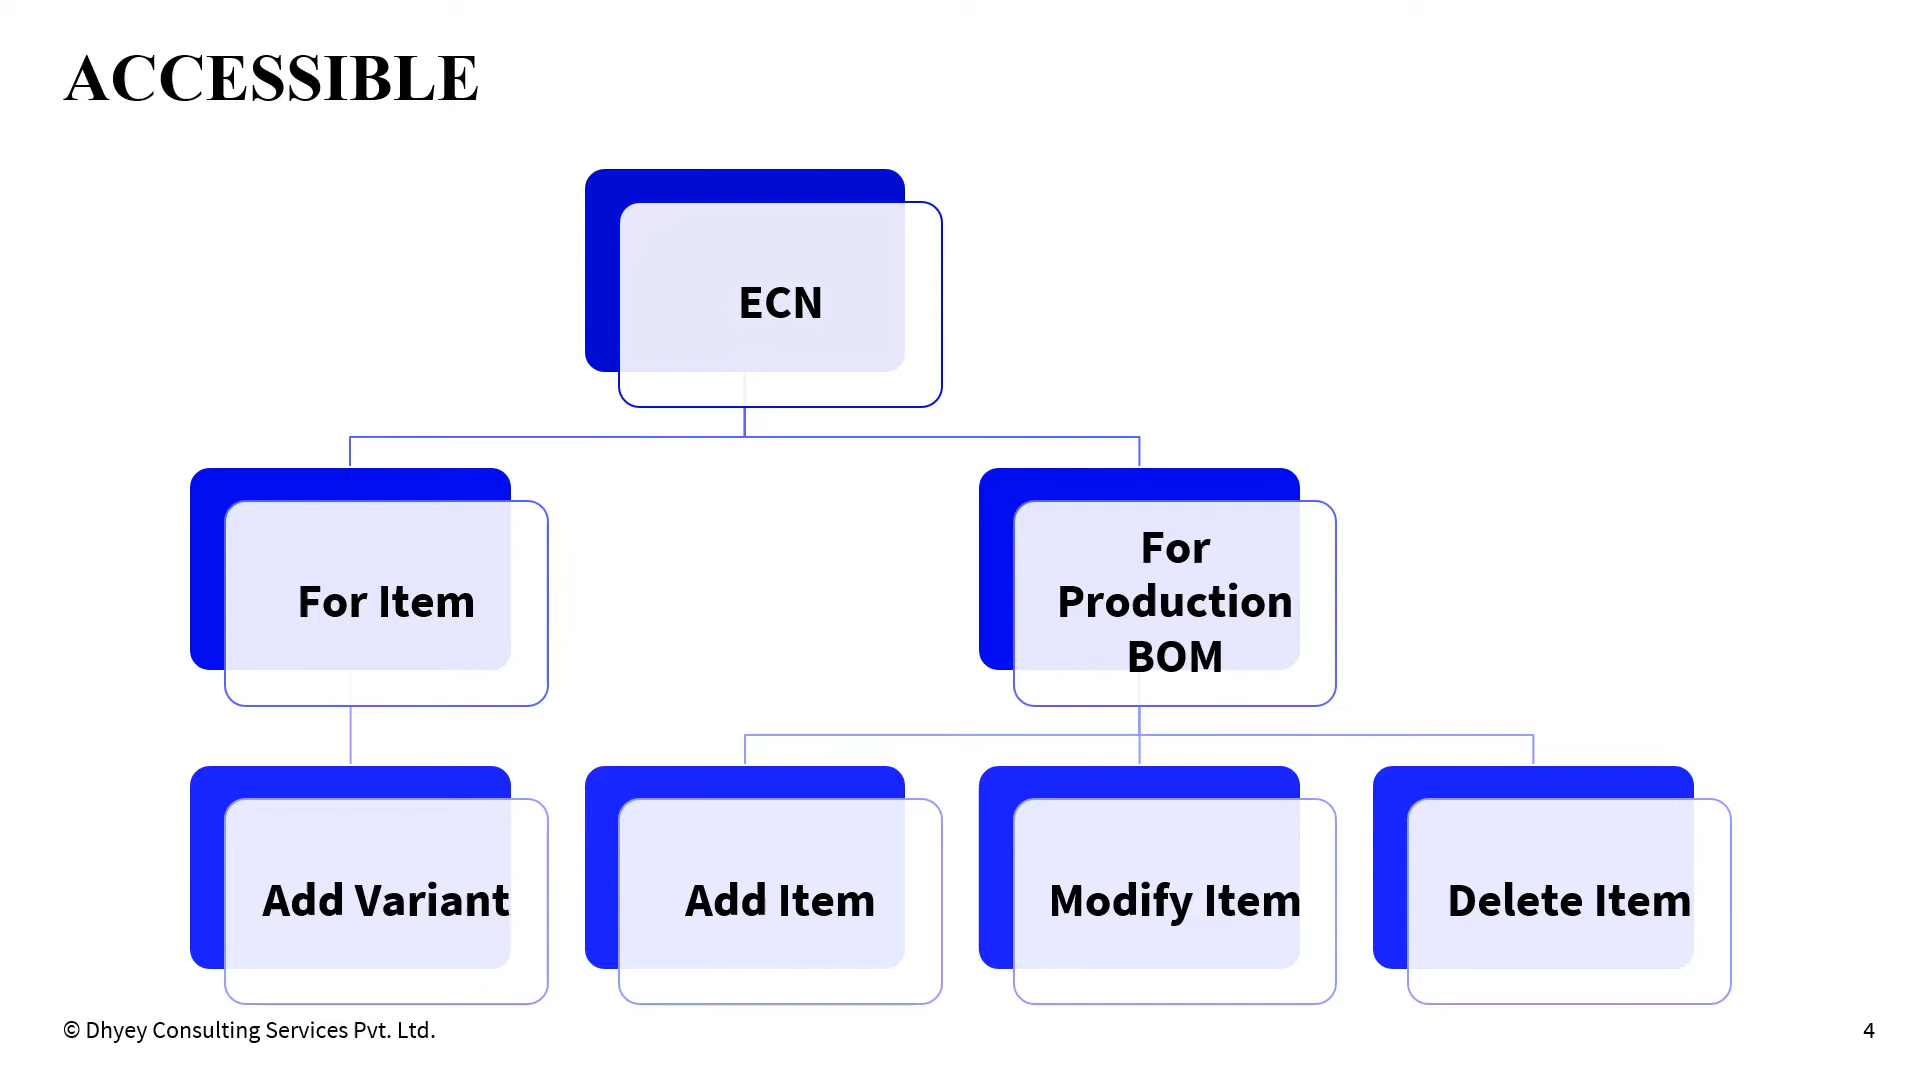 ACCESSIBLE
ECN
For Item
For
Production
BOM
Add Variant
Add Item
Modify Item
Delete Item
© Dhyey Consulting Services Pvt. Ltd.
4